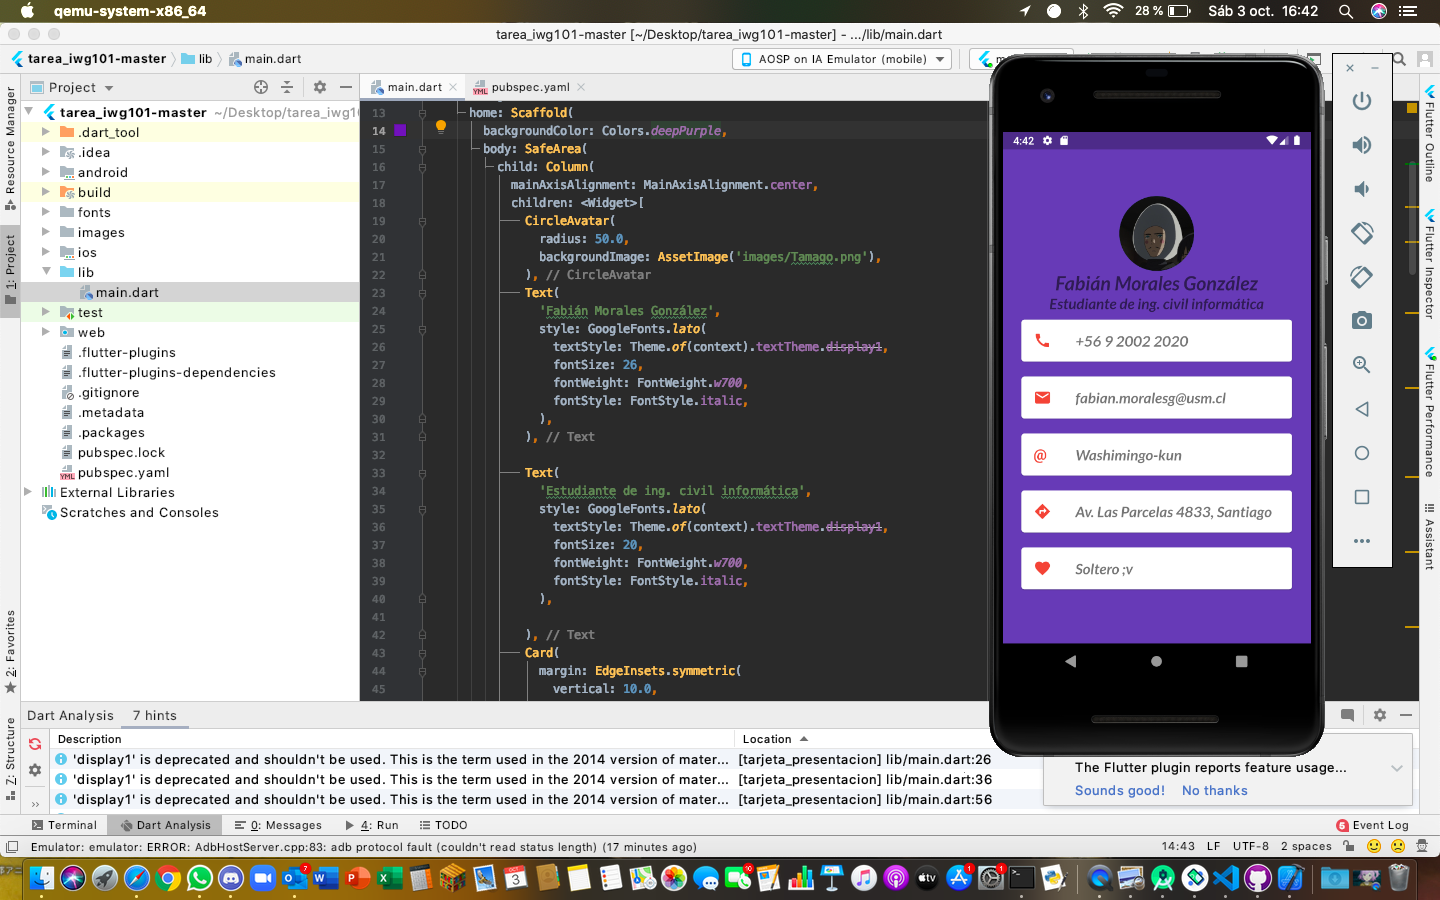 qemu-system-x86_64
28 %
Sáb 3 oct. 16:42
tarea_iwg101-master [~/Desktop/tarea_iwg101-master] - .../lib/main.dart
tarea_iwg101-master
lib
main.dart
AOSP on IA Emulator (mobile)
Project
main.dart
pubspec.yaml
Resource Manager
1: Project
2: Favorites
7: Structure
tarea_iwg101-master ~/Desktop/tarea_iwg10
.dart_tool
.idea
android
build
fonts
images
ios
lib
main.dart
test
web
.flutter-plugins
.flutter-plugins-dependencies
.gitignore
.metadata
.packages
pubspec.lock
pubspec.yaml
External Libraries
Scratches and Consoles
13 home: Scaffold(
14 backgroundColor: Colors.deepPurple,
15 body: SafeArea(
16 child: Column(
17 mainAxisAlignment: MainAxisAlignment.center,
18 children: <Widget>[
19 CircleAvatar(
20 radius: 50.0,
21 backgroundImage: AssetImage('images/Tamago.png'),
22 ), // CircleAvatar
23 Text(
24 'Fabián Morales González',
25 style: GoogleFonts.lato(
26 textStyle: Theme.of(context).textTheme.display1,
27 fontSize: 26,
28 fontWeight: FontWeight.w700,
29 fontStyle: FontStyle.italic,
30 ),
31 ), // Text
32
33 Text(
34 'Estudiante de ing. civil informática',
35 style: GoogleFonts.lato(
36 textStyle: Theme.of(context).textTheme.display1,
37 fontSize: 20,
38 fontWeight: FontWeight.w700,
39 fontStyle: FontStyle.italic,
40 ),
41
42 ), // Text
43 Card(
44 margin: EdgeInsets.symmetric(
45 vertical: 10.0,
4:42
Fabián Morales González
Estudiante de ing. civil informática
+56 9 2002 2020
fabian.moralesg@usm.cl
@ Washimingo-kun
Av. Las Parcelas 4833, Santiago
Soltero ;v
Flutter Outline
Flutter Inspector
Flutter Performance
Assistant
Dart Analysis
7 hints
Description
Location
'display1' is deprecated and shouldn't be used. This is the term used in the 2014 version of mater... [tarjeta_presentacion] lib/main.dart:26
'display1' is deprecated and shouldn't be used. This is the term used in the 2014 version of mater... [tarjeta_presentacion] lib/main.dart:36
'display1' is deprecated and shouldn't be used. This is the term used in the 2014 version of mater... [tarjeta_presentacion] lib/main.dart:56
The Flutter plugin reports feature usage...
Sounds good! No thanks
Terminal
Dart Analysis
0: Messages
4: Run
TODO
5 Event Log
Emulator: emulator: ERROR: AdbHostServer.cpp:83: adb protocol fault (couldn't read status length) (17 minutes ago)
14:43 LF UTF-8 2 spaces